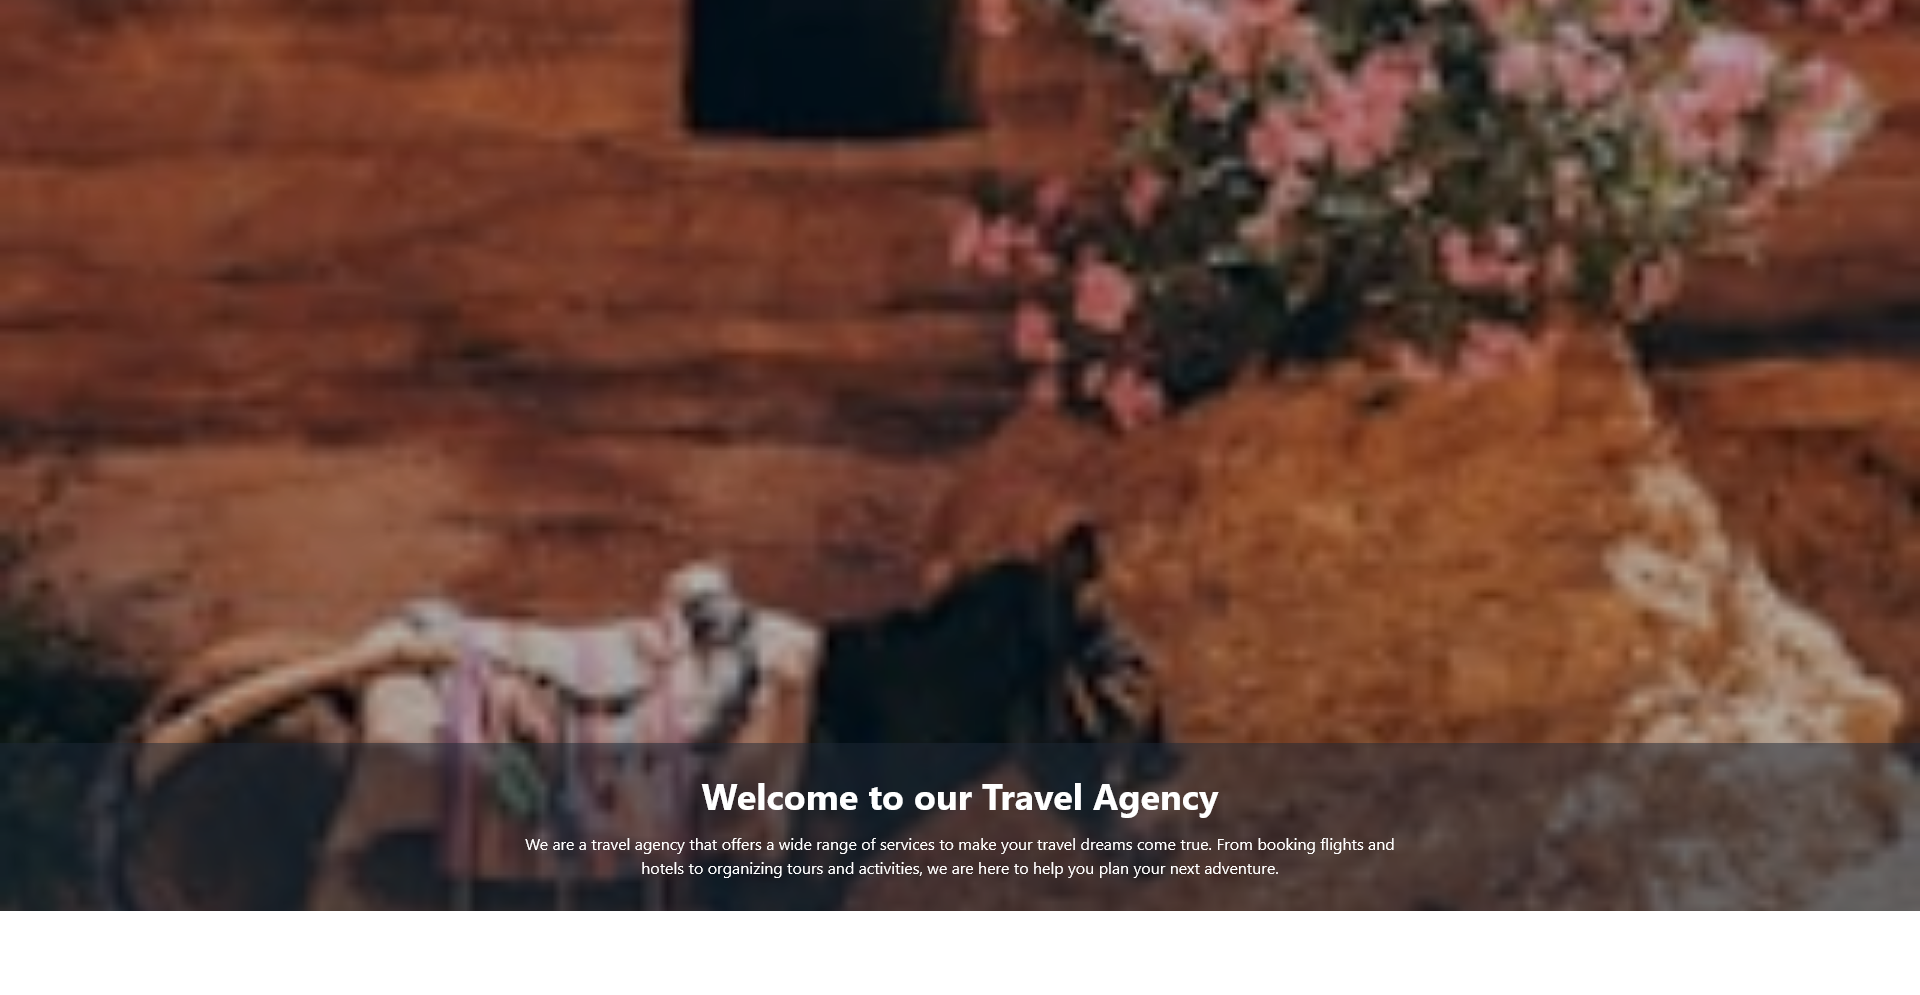 Welcome to our Travel Agency
We are a travel agency that offers a wide range of services to make your travel dreams come true. From booking flights and
hotels to organizing tours and activities, we are here to help you plan your next adventure.